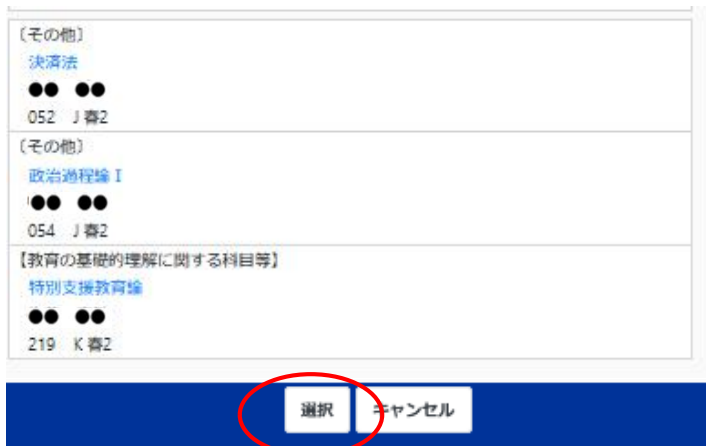 〔その他〕
決済法
●● ●●
052 J 春2
〔その他〕
政治過程論Ⅰ
●● ●●
054 J 春2
【教育の基礎的理解に関する科目等】
特別支援教育論
●● ●●
219 K 春2
選択 キャンセル